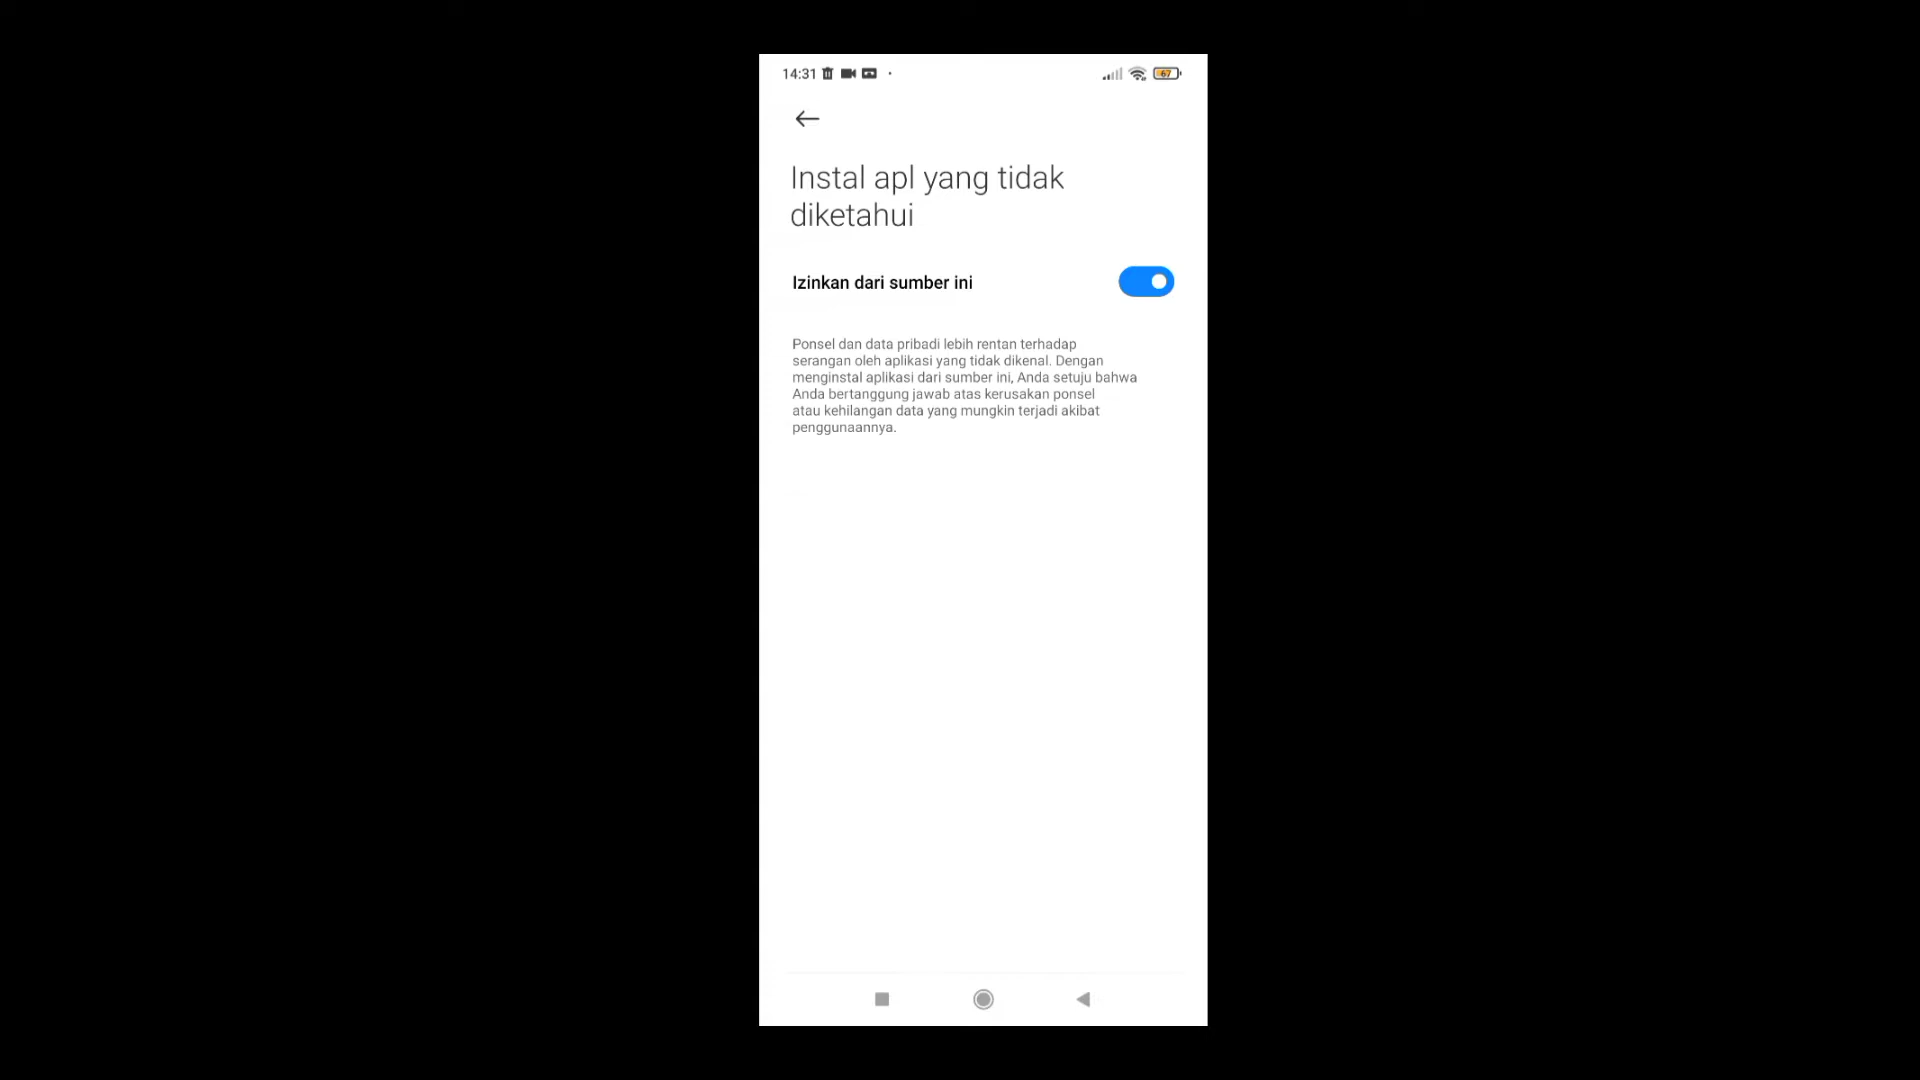 14:31
67
Instal apl yang tidak
diketahui
Izinkan dari sumber ini
Ponsel dan data pribadi lebih rentan terhadap
serangan oleh aplikasi yang tidak dikenal. Dengan
menginstal aplikasi dari sumber ini, Anda setuju bahwa
Anda bertanggung jawab atas kerusakan ponsel
atau kehilangan data yang mungkin terjadi akibat
penggunaannya.